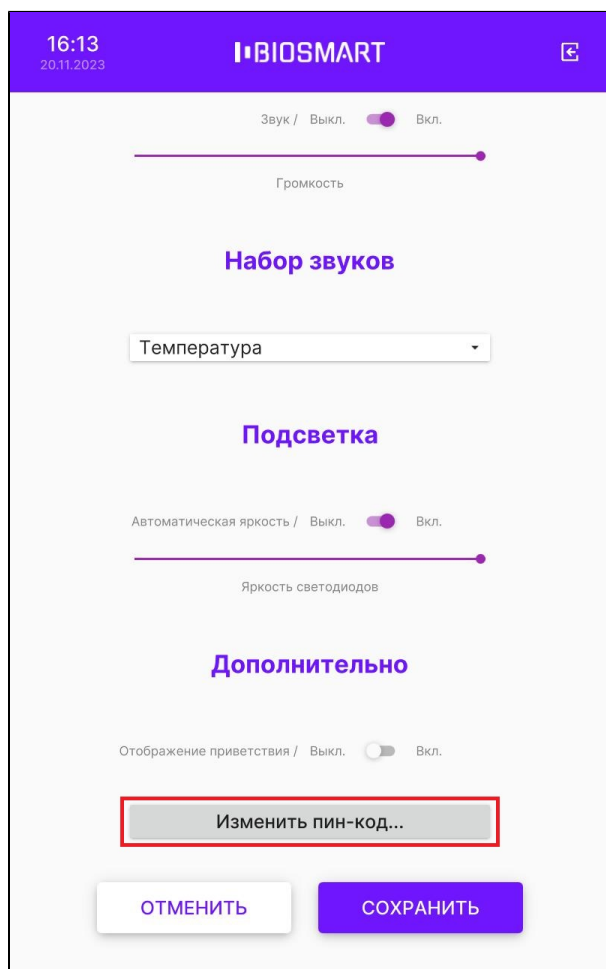 16:13
20.11.2023
BIOSMART
Звук / Выкл. Вкл.
Громкость
Набор звуков
Температура
Подсветка
Автоматическая яркость / Выкл. Вкл.
Яркость светодиодов
Дополнительно
Отображение приветствия / Выкл. Вкл.
Изменить пин-код...
ОТМЕНИТЬ СОХРАНИТЬ